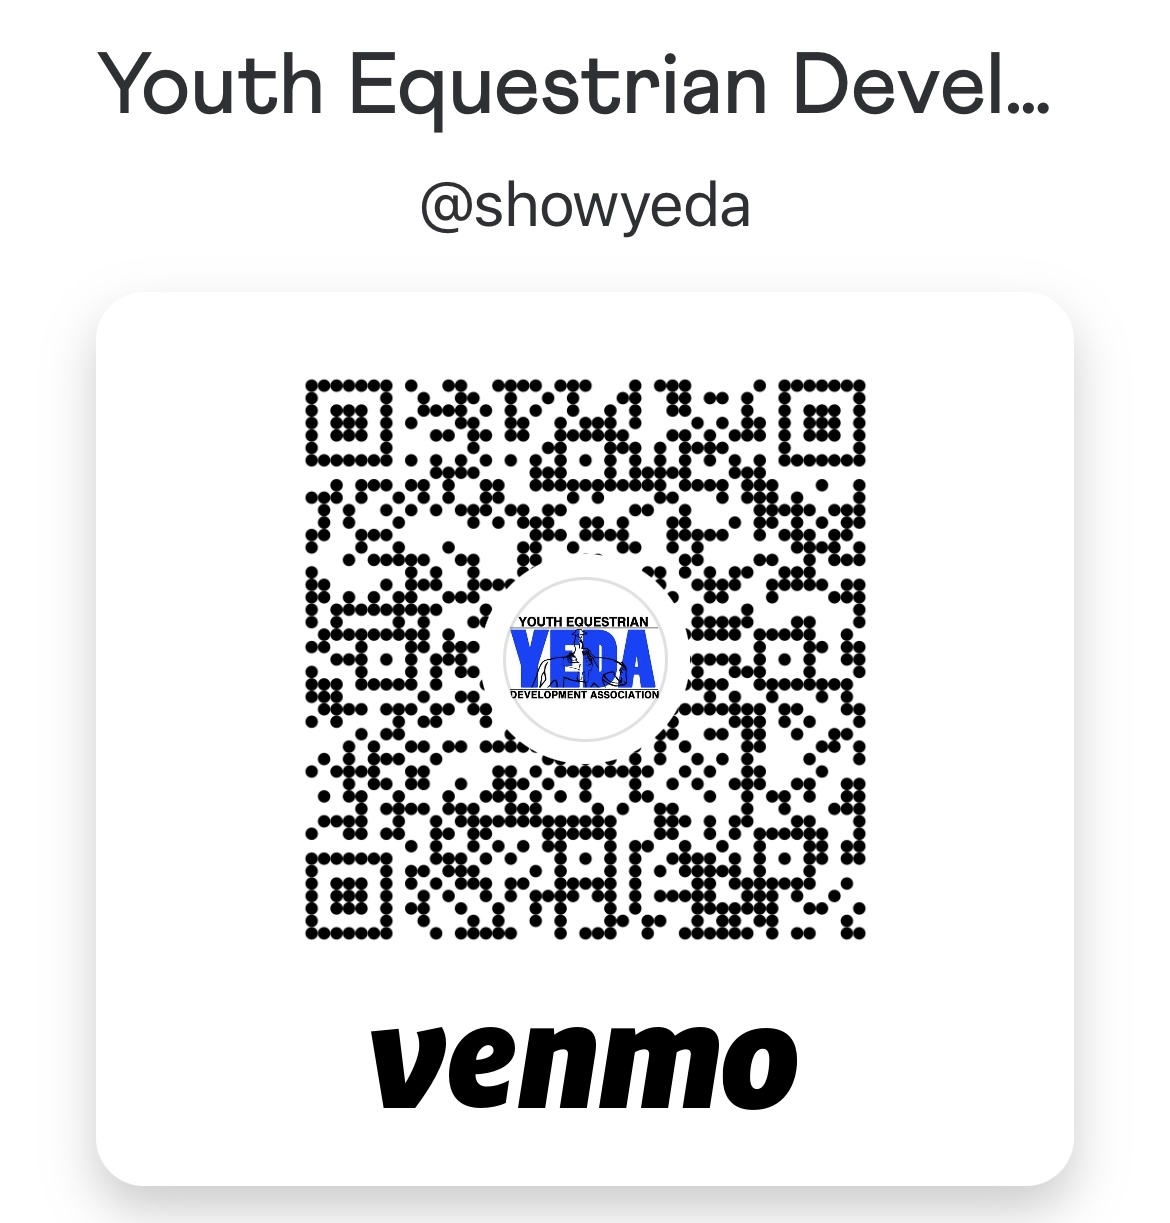 Youth Equestrian Devel...
@showyeda
YOUTH EQUESTRIAN
YEDA
DEVELOPMENT ASSOCIATION
venmo